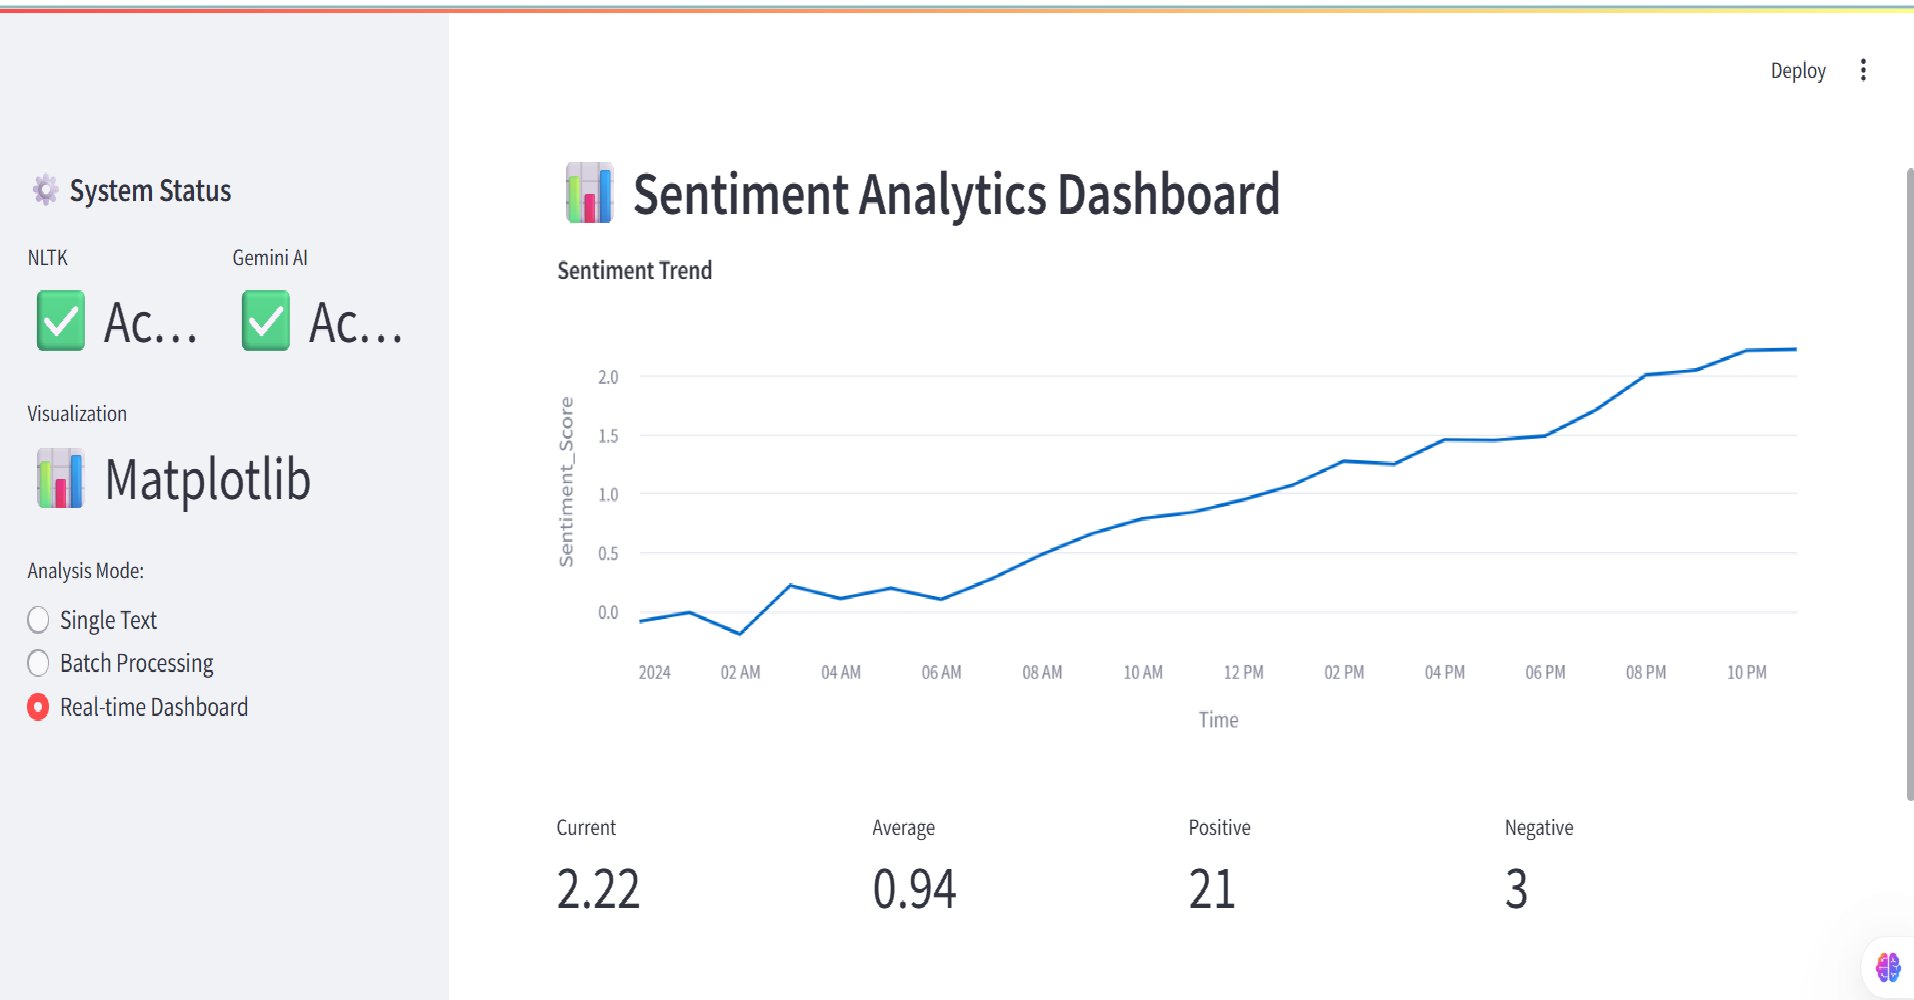 Deploy
System Status
NLTK Gemini AI
Ac... Ac...
Visualization
Matplotlib
Analysis Mode:
Single Text
Batch Processing
Real-time Dashboard
Sentiment Analytics Dashboard
Sentiment Trend
Sentiment_Score
2.0
1.5
1.0
0.5
0.0
2024 02 AM 04 AM 06 AM 08 AM 10 AM 12 PM 02 PM 04 PM 06 PM 08 PM 10 PM
Time
Current Average Positive Negative
2.22 0.94 21 3